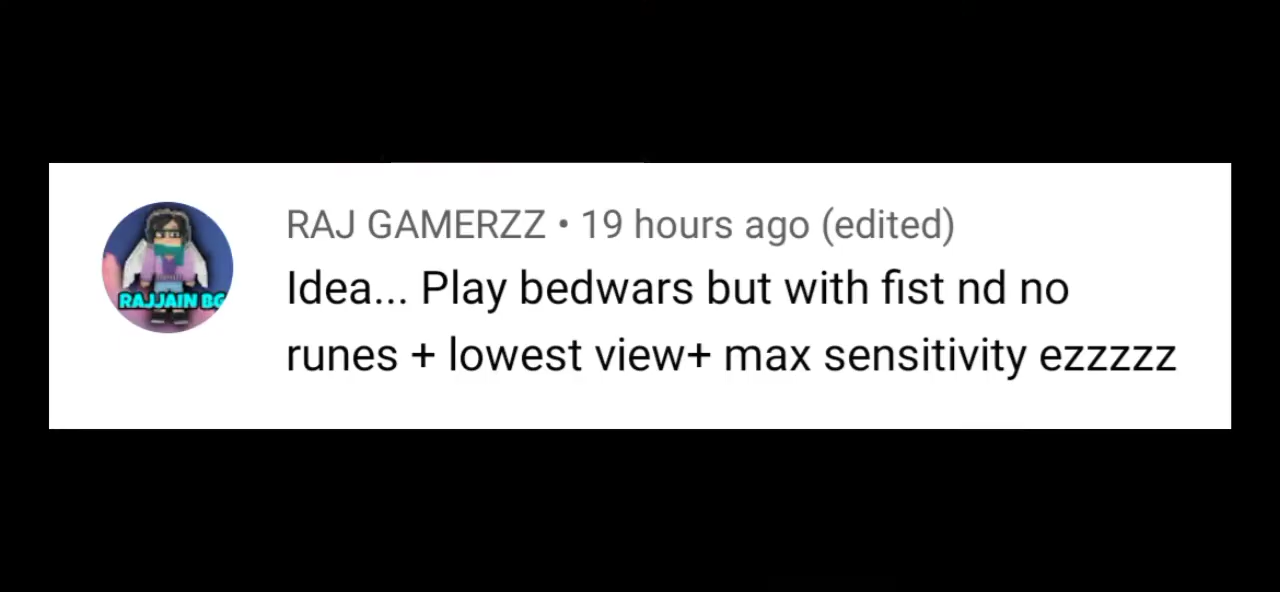 RAJ GAMERZZ • 19 hours ago (edited)
Idea... Play bedwars but with fist nd no
runes + lowest view+ max sensitivity ezzzzz
RAJJAIN BG